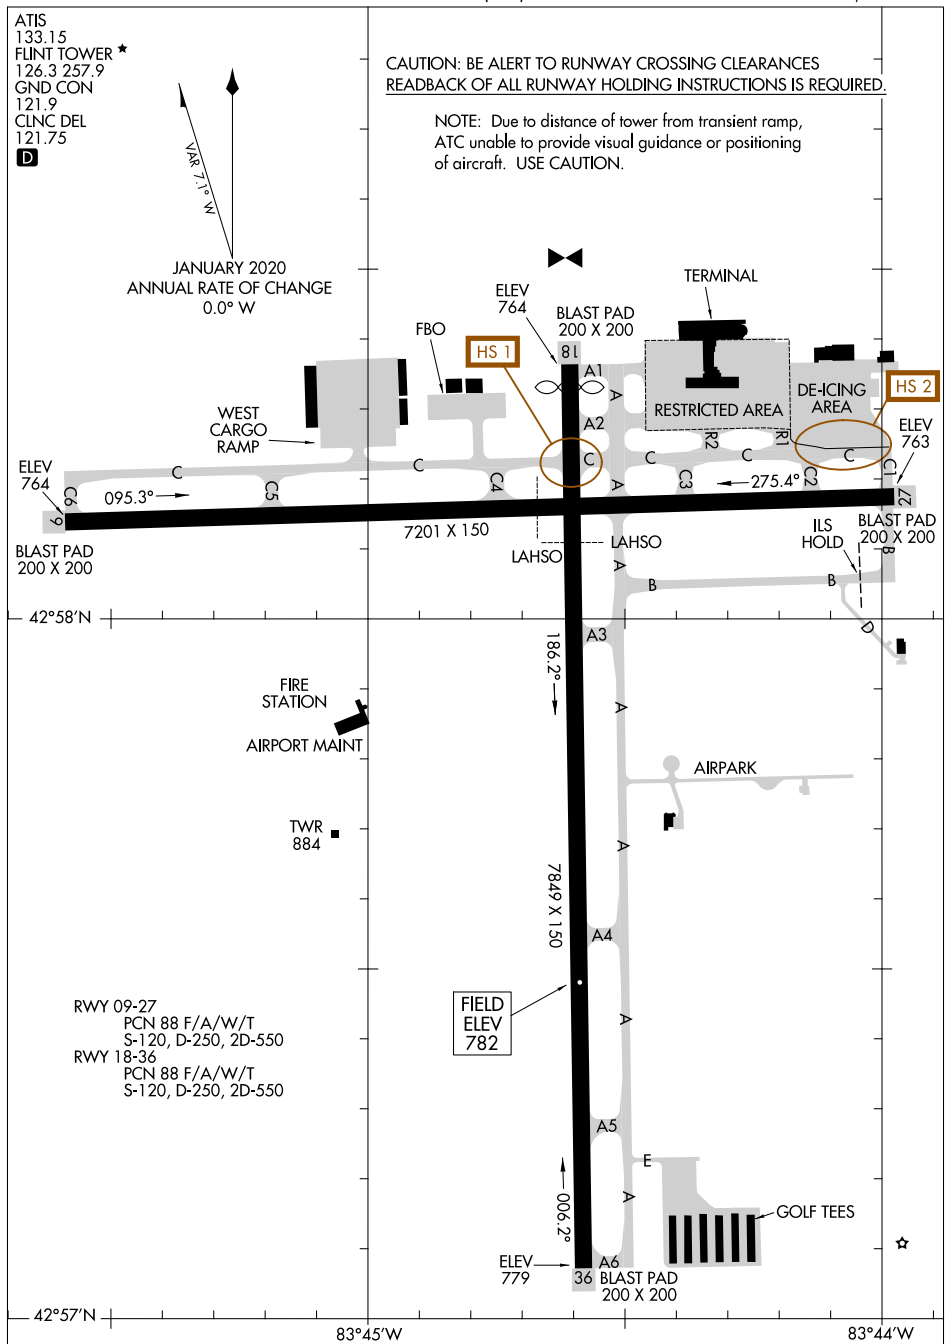 ATIS
133.15
FLINT TOWER
126.3 257.9
GND CON
121.9
CLNC DEL
121.75
D
CAUTION: BE ALERT TO RUNWAY CROSSING CLEARANCES
READBACK OF ALL RUNWAY HOLDING INSTRUCTIONS IS REQUIRED.
NOTE: Due to distance of tower from transient ramp,
ATC unable to provide visual guidance or positioning
of aircraft. USE CAUTION.
VAR 7.1° W
JANUARY 2020
ANNUAL RATE OF CHANGE
0.0° W
ELEV
764
BLAST PAD
200 X 200
TERMINAL
FBO
HS 1
18
A1
A
A2
RESTRICTED AREA
DE-ICING
AREA
HS 2
WEST
CARGO
RAMP
R2
R1
ELEV
763
ELEV
764
C
C
C
C
C
C
C1
C6
095.3°
C5
C4
A
C3
275.4°
C2
9
27
7201 X 150
BLAST PAD
200 X 200
BLAST PAD
200 X 200
ILS
HOLD
LAHSO
LAHSO
A
B
B
B
D
42°58'N
186.2°
A3
FIRE
STATION
A
AIRPORT MAINT
AIRPARK
TWR
884
A
7849 X 150
A4
FIELD
ELEV
782
A
RWY 09-27
PCN 88 F/A/W/T
S-120, D-250, 2D-550
RWY 18-36
PCN 88 F/A/W/T
S-120, D-250, 2D-550
A5
E
006.2°
A
GOLF TEES
ELEV
779
A6
36
BLAST PAD
200 X 200
42°57'N
83°45'W
83°44'W